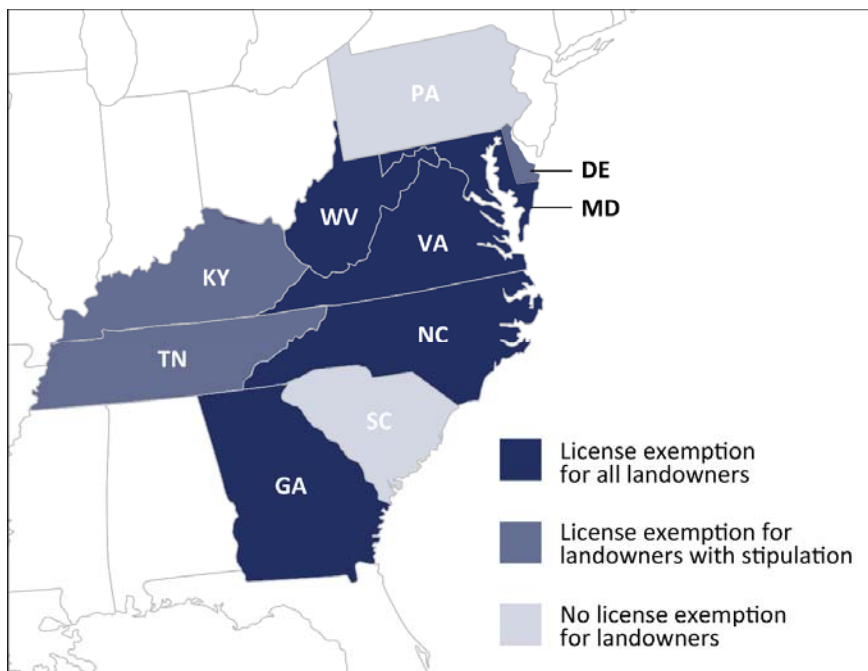 PA
DE
MD
WV
VA
KY
NC
TN
SC
GA
License exemption
for all landowners
License exemption for
landowners with stipulation
No license exemption
for landowners